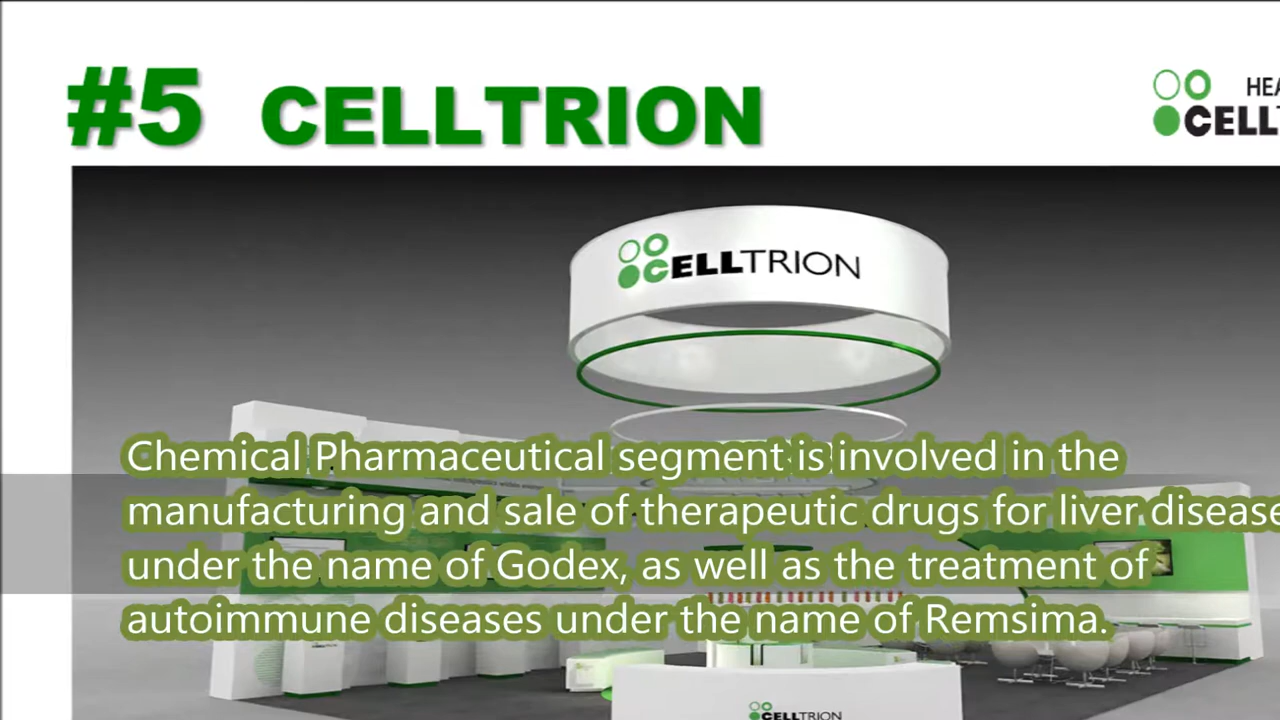 #5 CELLTRION
HEA
CELLT
CELLTRION
Chemical Pharmaceutical segment is involved in the
manufacturing and sale of therapeutic drugs for liver disease
under the name of Godex, as well as the treatment of
autoimmune diseases under the name of Remsima.
CELLTRION